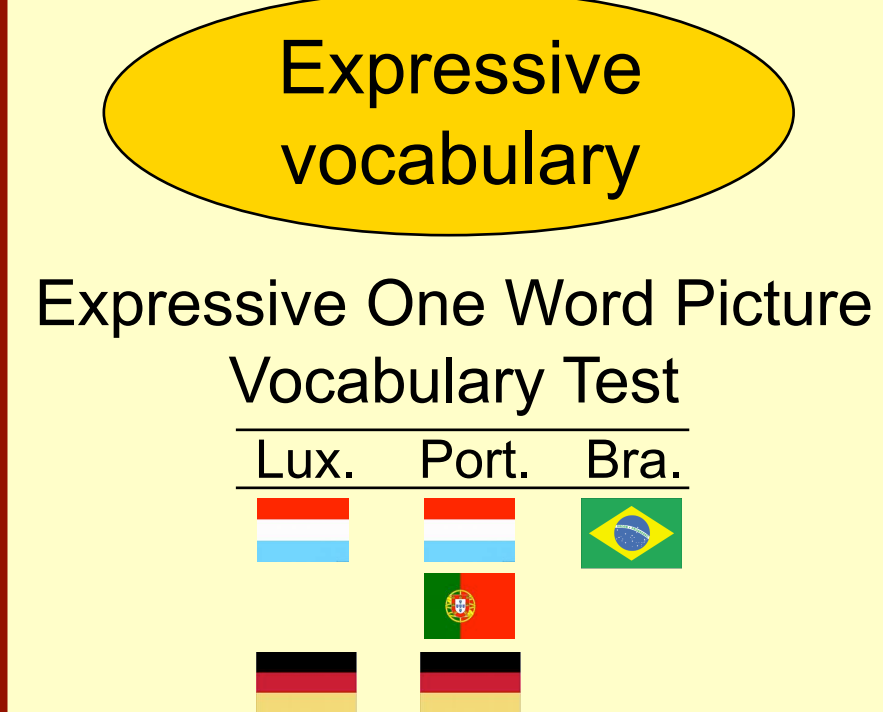 Expressive
vocabulary
Expressive One Word Picture
Vocabulary Test
Lux. Port. Bra.